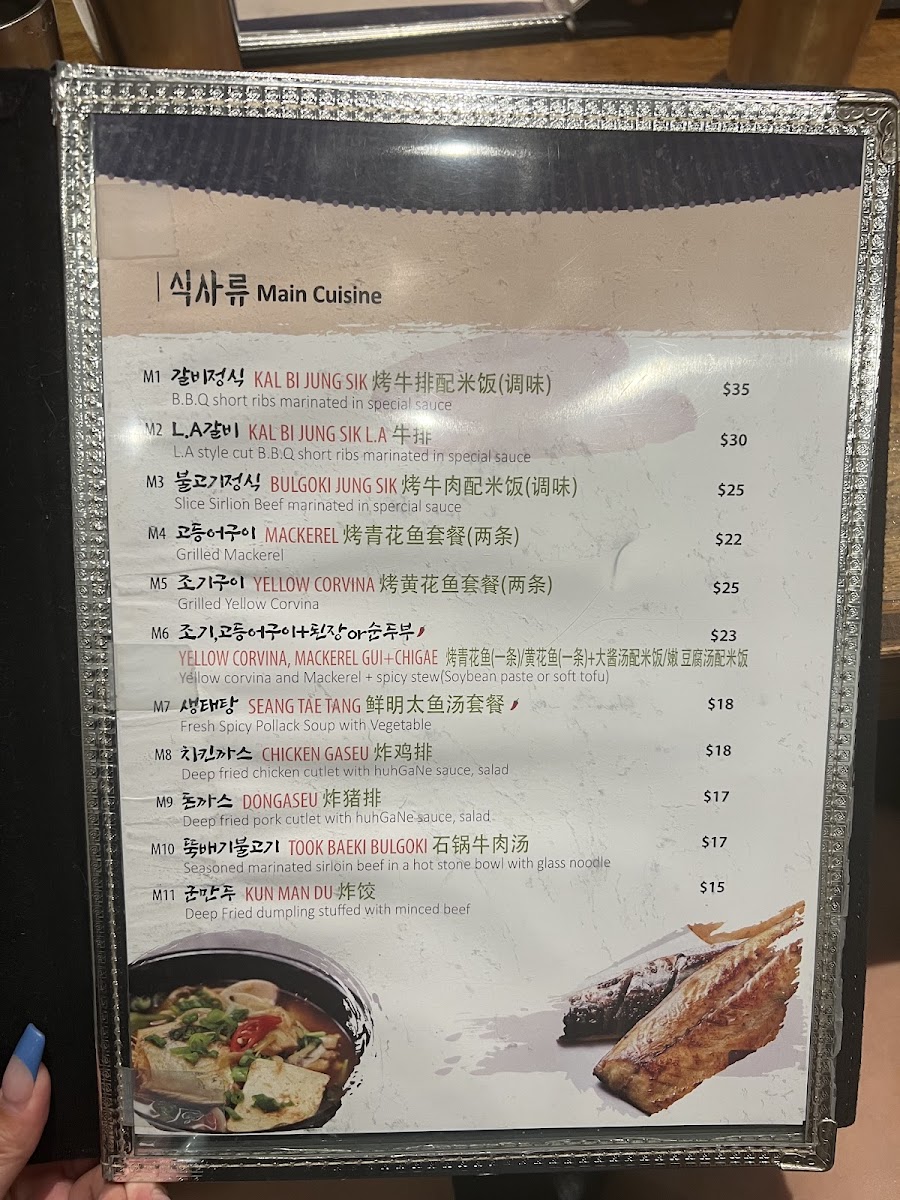 식사류 Main Cuisine
M1 갈비정식 KAL BI JUNG SIK 烤牛排配米饭(调味) $35
B.B.Q short ribs marinated in special sauce
M2 L.A갈비 KAL BI JUNG SIK L.A 牛排 $30
L.A style cut B.B.Q short ribs marinated in special sauce
M3 불고기정식 BULGOKI JUNG SIK 烤牛肉配米饭(调味) $25
Slice Sirlion Beef marinated in spercial sauce
M4 고등어구이 MACKEREL 烤青花鱼套餐(两条) $22
Grilled Mackerel
M5 조기구이 YELLOW CORVINA 烤黄花鱼套餐(两条) $25
Grilled Yellow Corvina
M6 조기,고등어구이+된장or순두부 $23
YELLOW CORVINA, MACKEREL GUI+CHIGAE 烤青花鱼(一条)/黄花鱼(一条)+大酱汤配米饭/嫩 豆腐汤配米饭
Yellow corvina and Mackerel + spicy stew(Soybean paste or soft tofu)
M7 생태탕 SEANG TAE TANG 鲜明太鱼汤套餐 $18
Fresh Spicy Pollack Soup with Vegetable
M8 치킨까스 CHICKEN GASEU 炸鸡排 $18
Deep fried chicken cutlet with huhGaNe sauce, salad
M9 돈까스 DONGASEU 炸猪排 $17
Deep fried pork cutlet with huhGaNe sauce, salad
M10 뚝배기불고기 TOOK BAEKI BULGOKI 石锅牛肉汤 $17
Seasoned marinated sirloin beef in a hot stone bowl with glass noodle
M11 군만두 KUN MAN DU 炸饺 $15
Deep Fried dumpling stuffed with minced beef